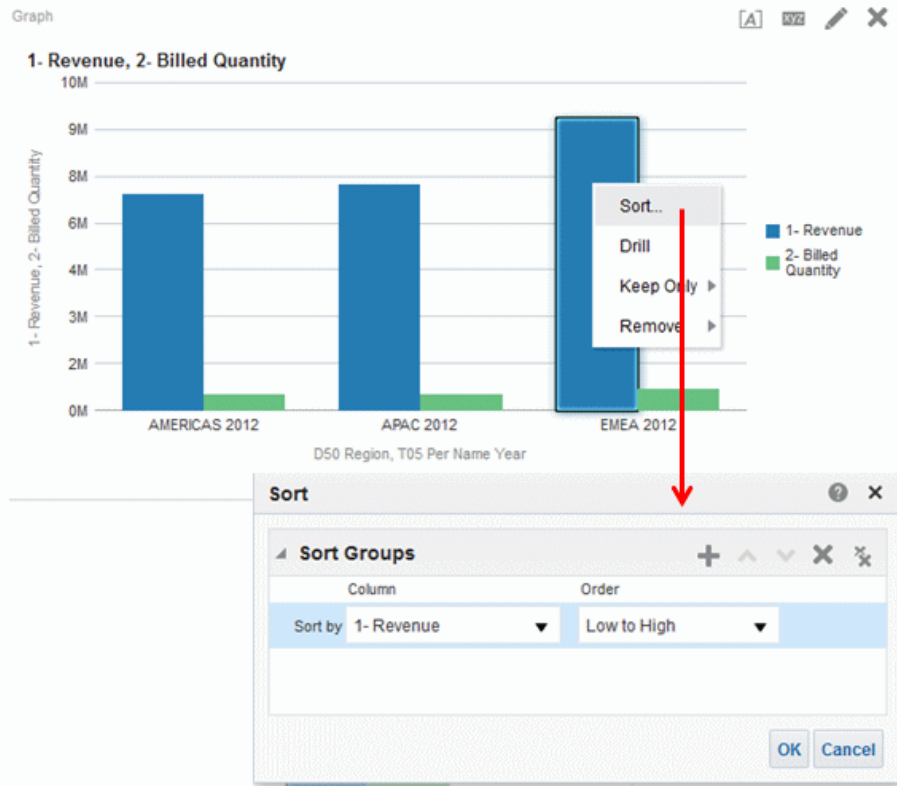 Graph
[A] xyz
1- Revenue, 2- Billed Quantity
10M
9M
8M
6M
4M
3M
2M
0M
1- Revenue, 2- Billed Quantity
AMERICAS 2012
APAC 2012
EMEA 2012
D50 Region, T05 Per Name Year
1- Revenue
2- Billed
Quantity
Sort...
Drill
Keep Only
Remove
Sort
Sort Groups
Column Order
Sort by 1- Revenue Low to High
OK Cancel